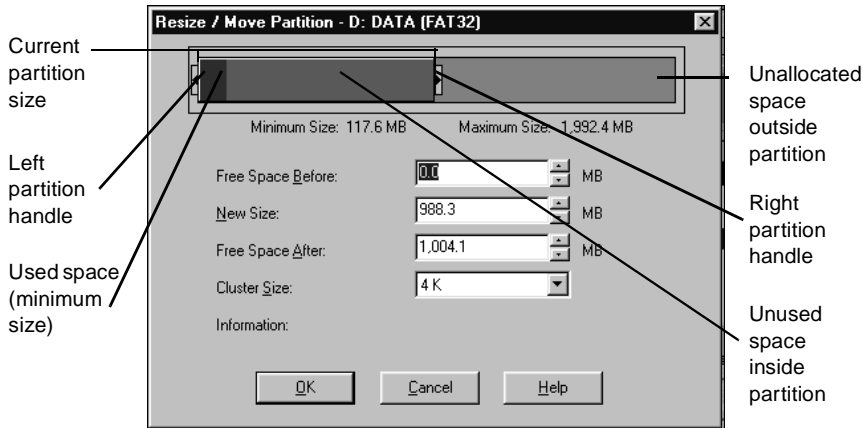 Resize / Move Partition - D: DATA (FAT32)
Current
partition
size
Left
partition
handle
Used space
(minimum
size)
Minimum Size: 117.6 MB
Maximum Size: 1,992.4 MB
Free Space Before:
0.0
MB
New Size:
988.3
MB
Free Space After:
1,004.1
MB
Cluster Size:
4 K
Information:
OK
Cancel
Help
Unallocated
space
outside
partition
Right
partition
handle
Unused
space
inside
partition